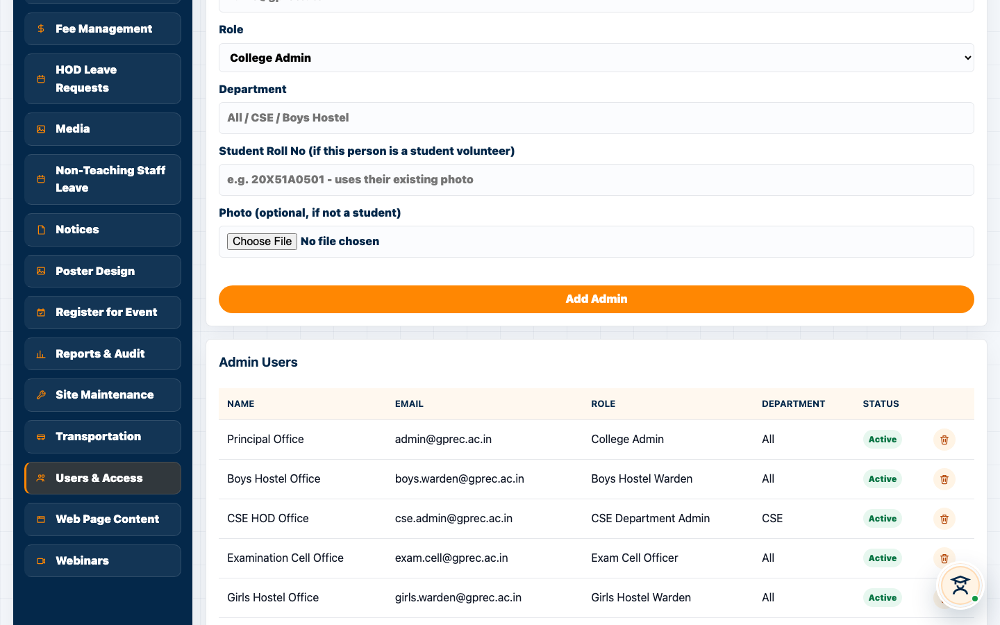 Fee Management
HOD Leave
Requests
Media
Non-Teaching Staff
Leave
Notices
Poster Design
Register for Event
Reports & Audit
Site Maintenance
Transportation
Users & Access
Web Page Content
Webinars
Role
College Admin
Department
All / CSE / Boys Hostel
Student Roll No (if this person is a student volunteer)
e.g. 20X51A0501 - uses their existing photo
Photo (optional, if not a student)
Choose File No file chosen
Add Admin
Admin Users
NAME EMAIL ROLE DEPARTMENT STATUS
Principal Office admin@gprec.ac.in College Admin All Active
Boys Hostel Office boys.warden@gprec.ac.in Boys Hostel Warden All Active
CSE HOD Office cse.admin@gprec.ac.in CSE Department Admin CSE Active
Examination Cell Office exam.cell@gprec.ac.in Exam Cell Officer All Active
Girls Hostel Office girls.warden@gprec.ac.in Girls Hostel Warden All Active